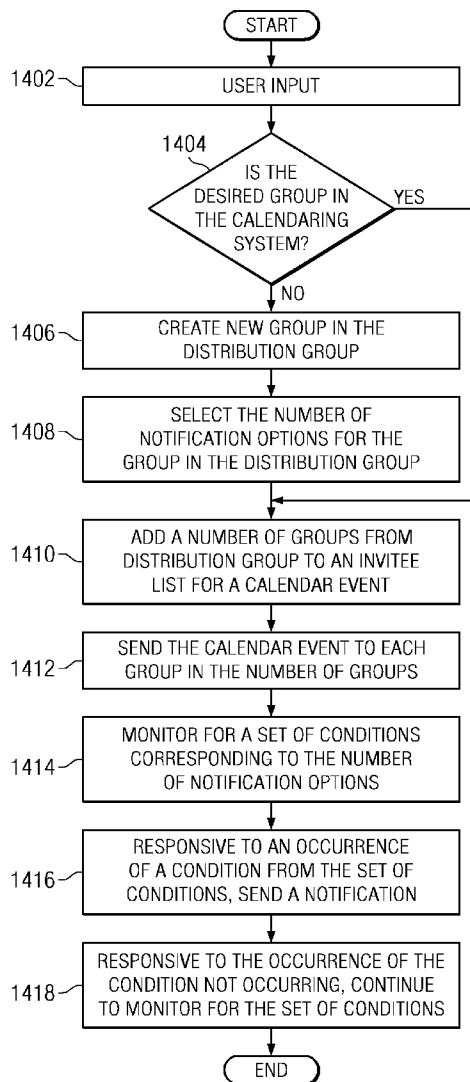 START
1402
USER INPUT
1404
IS THE
DESIRED GROUP IN
THE CALENDARING
SYSTEM?
YES
NO
1406
CREATE NEW GROUP IN THE
DISTRIBUTION GROUP
1408
SELECT THE NUMBER OF
NOTIFICATION OPTIONS FOR THE
GROUP IN THE DISTRIBUTION GROUP
1410
ADD A NUMBER OF GROUPS FROM
DISTRIBUTION GROUP TO AN INVITEE
LIST FOR A CALENDAR EVENT
1412
SEND THE CALENDAR EVENT TO EACH
GROUP IN THE NUMBER OF GROUPS
1414
MONITOR FOR A SET OF CONDITIONS
CORRESPONDING TO THE NUMBER
OF NOTIFICATION OPTIONS
1416
RESPONSIVE TO AN OCCURRENCE
OF A CONDITION FROM THE SET OF
CONDITIONS, SEND A NOTIFICATION
1418
RESPONSIVE TO THE OCCURRENCE OF THE
CONDITION NOT OCCURRING, CONTINUE
TO MONITOR FOR THE SET OF CONDITIONS
END